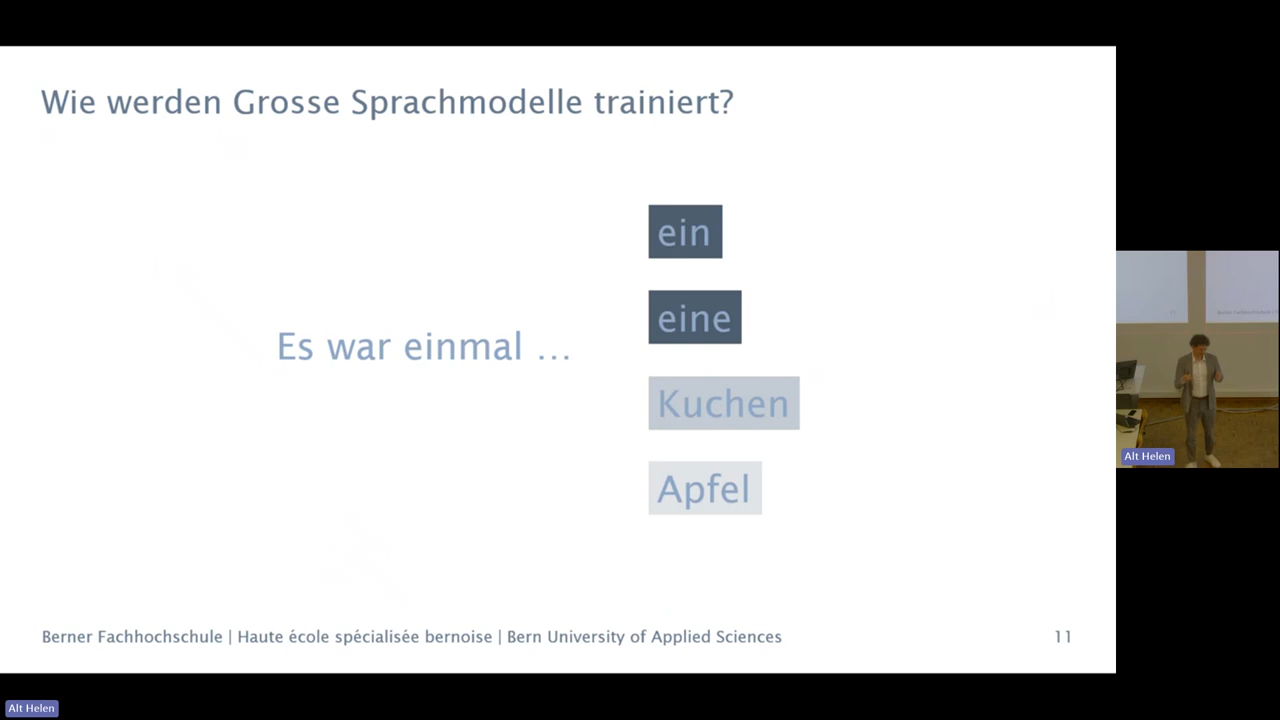 Wie werden Grosse Sprachmodelle trainiert?
ein
eine
Es war einmal ...
Kuchen
Apfel
Berner Fachhochschule | Haute école spécialisée bernoise | Bern University of Applied Sciences
11
Alt Helen
Alt Helen